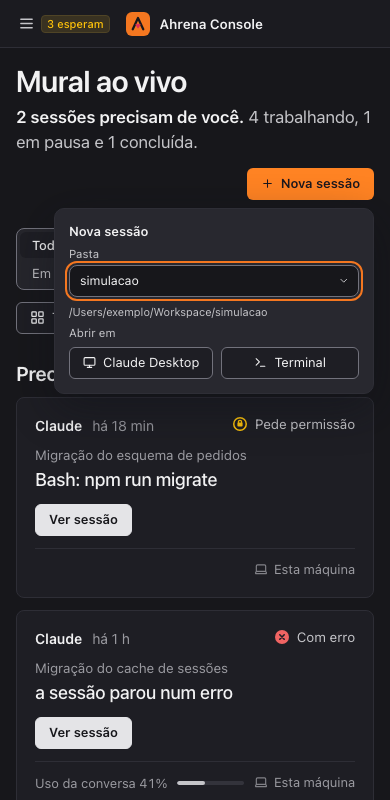 3 esperam
Ahrena Console
Mural ao vivo
2 sessões precisam de você. 4 trabalhando, 1
em pausa e 1 concluída.
+ Nova sessão
Nova sessão
Pasta
simulacao
/Users/exemplo/Workspace/simulacao
Abrir em
Claude Desktop
Terminal
Tod
Em
Prec
Claude há 18 min
Pede permissão
Migração do esquema de pedidos
Bash: npm run migrate
Ver sessão
Esta máquina
Claude há 1 h
Com erro
Migração do cache de sessões
a sessão parou num erro
Ver sessão
Uso da conversa 41%
Esta máquina